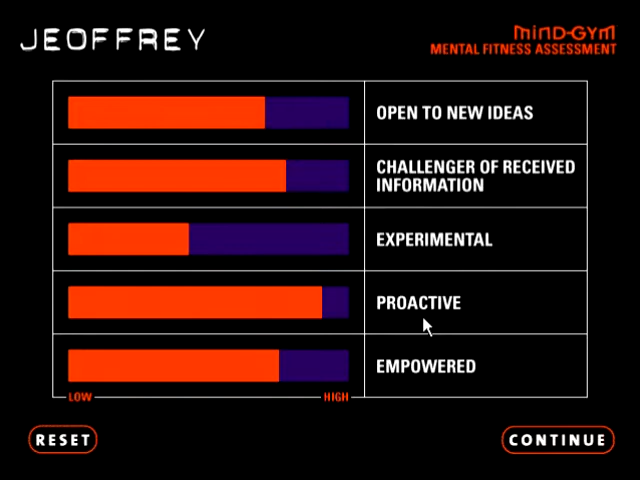 JEOFFREY
MIND-GYM
MENTAL FITNESS ASSESSMENT
OPEN TO NEW IDEAS
CHALLENGER OF RECEIVED
INFORMATION
EXPERIMENTAL
PROACTIVE
EMPOWERED
LOW
HIGH
RESET
CONTINUE